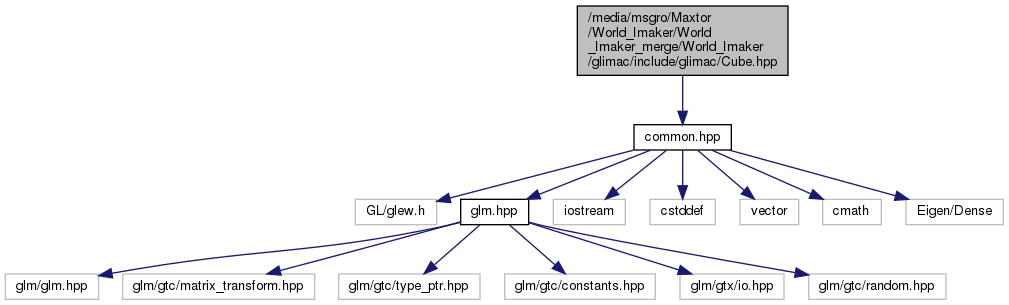 /media/msgro/Maxtor
/World_Imaker/World
_Imaker_merge/World_Imaker
/glimac/include/glimac/Cube.hpp
common.hpp
GL/glew.h
glm.hpp
iostream
cstddef
vector
cmath
Eigen/Dense
glm/glm.hpp
glm/gtc/matrix_transform.hpp
glm/gtc/type_ptr.hpp
glm/gtc/constants.hpp
glm/gtx/io.hpp
glm/gtc/random.hpp